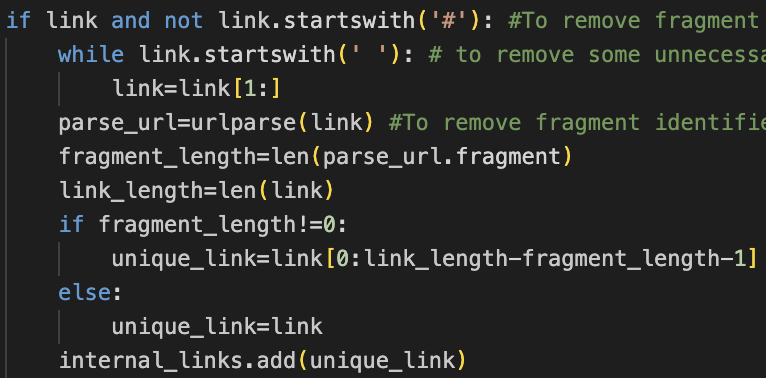 if link and not link.startswith('#'): #To remove fragment
while link.startswith(' '): # to remove some
link=link[1:]
parse_url=urlparse(link) #To remove fragment
fragment_length=len(parse_url.fragment)
link_length=len(link)
if fragment_length!=0:
unique_link=link[0:link_length-fragment_length-1]
else:
unique_link=link
internal_links.add(unique_link)